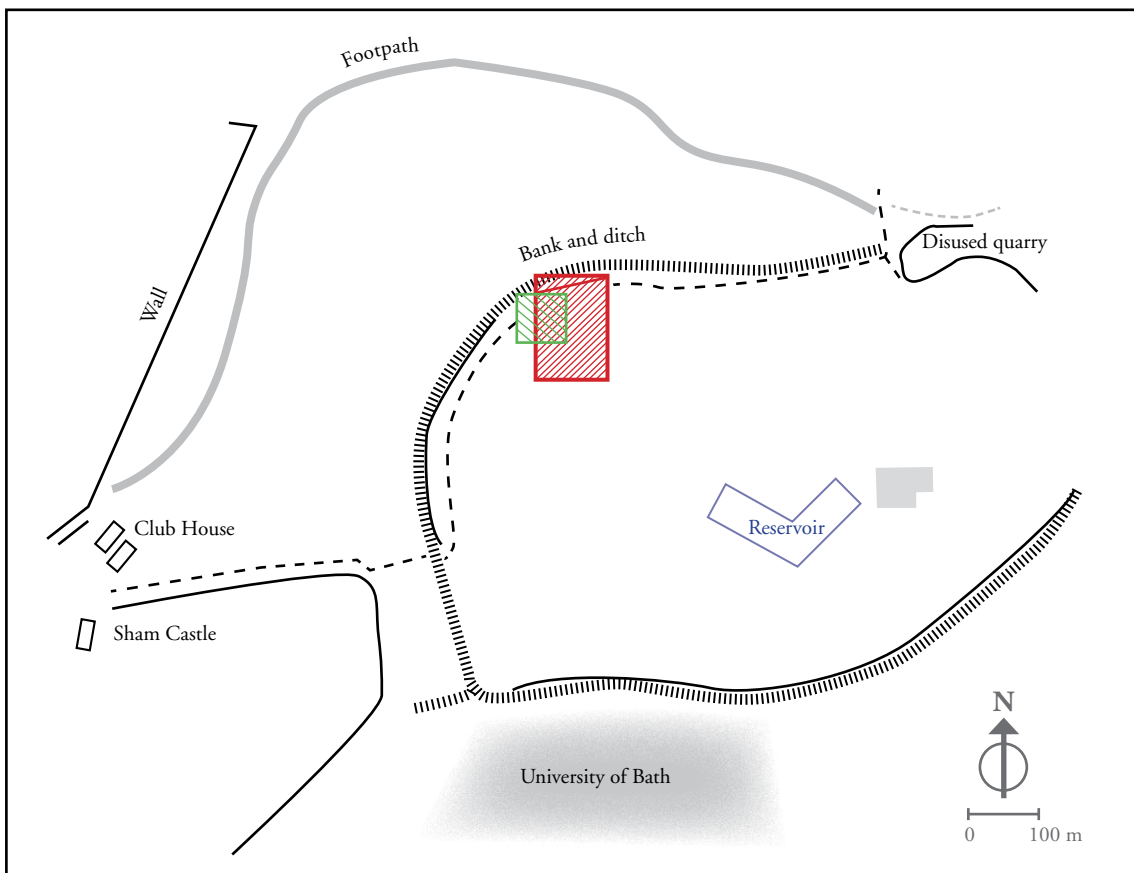 Footpath
Bank and ditch
Disused quarry
Wall
Club House
Reservoir
Sham Castle
University of Bath
N
0 100 m